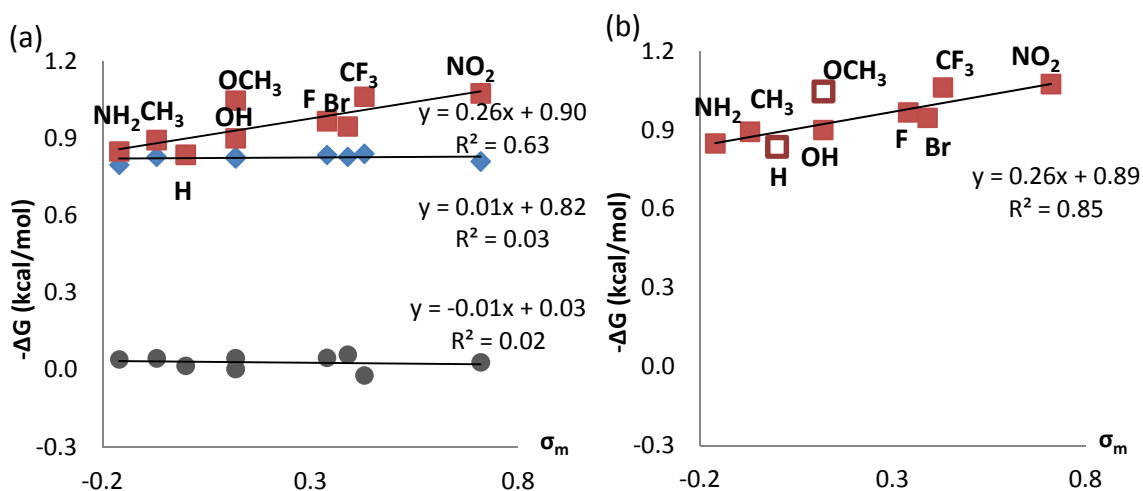 (a)
1.2
0.9
0.6
0.3
0.0
-0.3
-ΔG (kcal/mol)
NH₂
CH₃
H
OCH₃
OH
F
Br
CF₃
NO₂
y = 0.26x + 0.90
R² = 0.63
y = 0.01x + 0.82
R² = 0.03
y = -0.01x + 0.03
R² = 0.02
σₘ
-0.2
0.3
0.8
(b)
1.2
0.9
0.6
0.3
0.0
-0.3
-ΔG (kcal/mol)
NH₂
CH₃
H
OCH₃
OH
F
Br
CF₃
NO₂
y = 0.26x + 0.89
R² = 0.85
σₘ
-0.2
0.3
0.8